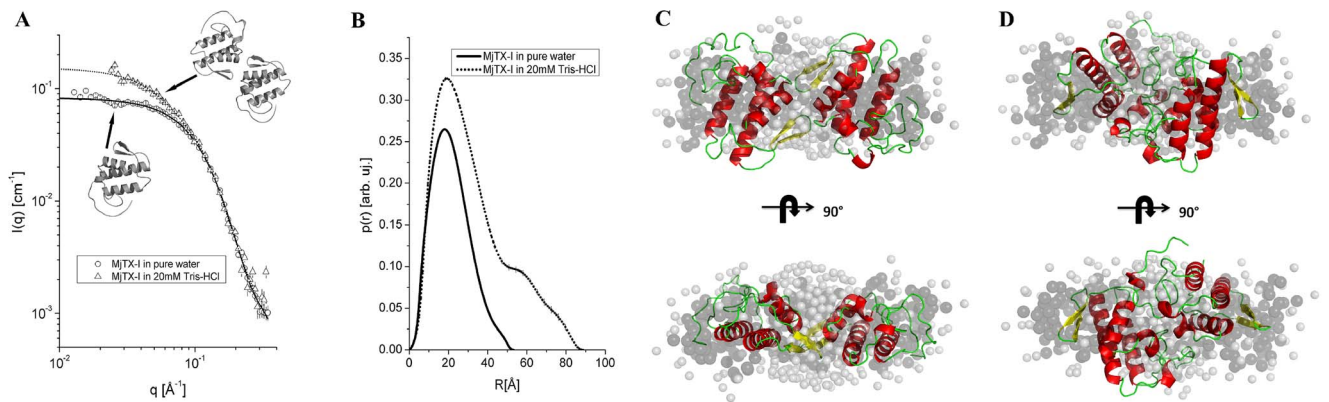 A
I(q) [cm⁻¹]
10⁻¹
10⁻²
10⁻³
○ MjTX-I in pure water
△ MjTX-I in 20mM Tris-HCl
10⁻² 10⁻¹
q [Å⁻¹]
B
p(r) [arb. uj.]
MjTX-I in pure water
MjTX-I in 20mM Tris-HCl
0.30
0.25
0.20
0.15
0.10
0.05
0.00
0 20 40 60 80 100
R[Å]
C
90°
D
90°